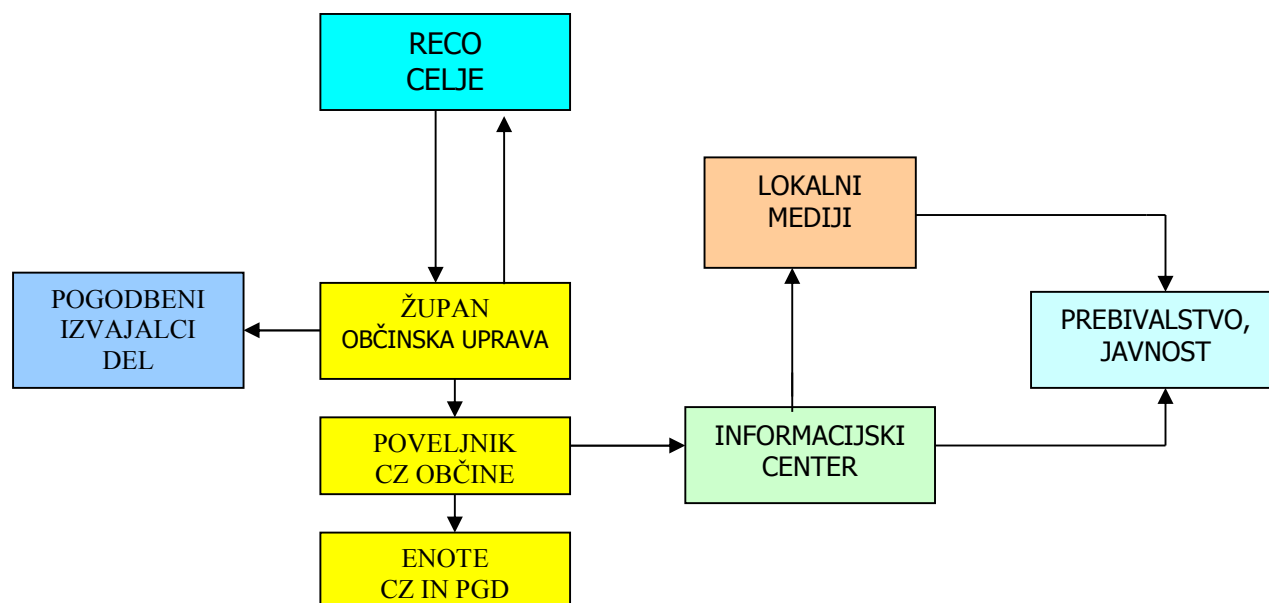 RECO
CELJE
LOKALNI
MEDIJI
POGODBENI
IZVAJALCI
DEL
ŽUPAN
OBČINSKA UPRAVA
PREBIVALSTVO,
JAVNOST
POVELJNIK
CZ OBČINE
INFORMACIJSKI
CENTER
ENOTE
CZ IN PGD